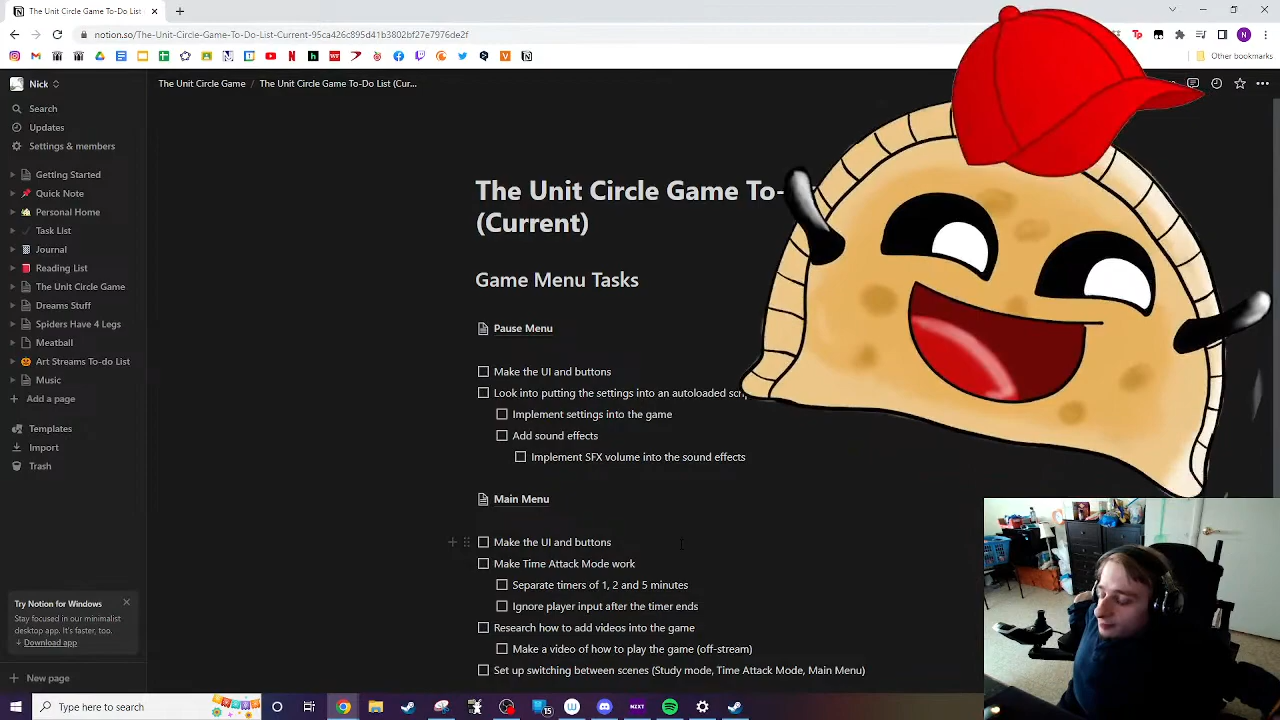 The Unit Circle Game To-Do List
notion.so/The-Unit-Circle-Game-To-Do-List-Current-95ca426c895d41b3802bf27e7976de2f
Other bookmarks
Nick
The Unit Circle Game / The Unit Circle Game To-Do List (Cur...
Search
Updates
Settings & members
Getting Started
Quick Note
Personal Home
Task List
Journal
Reading List
The Unit Circle Game
Dreams Stuff
Spiders Have 4 Legs
Meatball
Art Streams To-do List
Music
Add a page
Templates
Import
Trash
Try Notion for Windows
Stay focused in our minimalist
desktop app. It's faster, too.
Download app
New page
The Unit Circle Game To-
(Current)
Game Menu Tasks
Pause Menu
Make the UI and buttons
Look into putting the settings into an autoloaded scr
Implement settings into the game
Add sound effects
Implement SFX volume into the sound effects
Main Menu
Make the UI and buttons
Make Time Attack Mode work
Separate timers of 1, 2 and 5 minutes
Ignore player input after the timer ends
Research how to add videos into the game
Make a video of how to play the game (off-stream)
Set up switching between scenes (Study mode, Time Attack Mode, Main Menu)
Type here to search